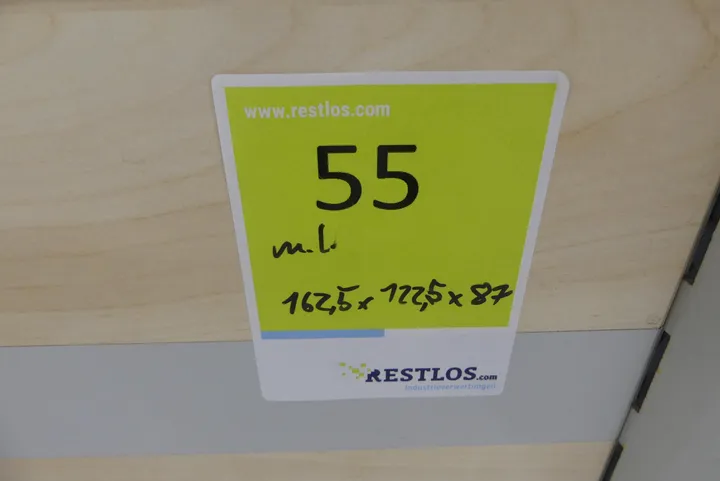 www.restlos.com
55
m.l.
162,5 x 122,5 x 87
RESTLOS.com
Industrieverwertungen